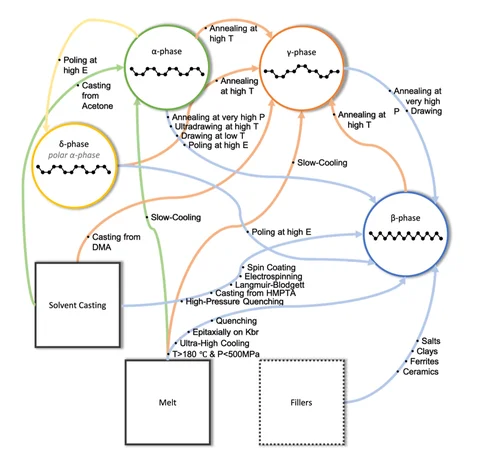 Annealing at
high T
α-phase
γ-phase
Poling at
high E
Casting
from
Acetone
Annealing
at high T
Annealing at
very high
P
Drawing
Annealing at
high T
Annealing at very high P
Ultradrawing at high T
Drawing at low T
Poling at high E
δ-phase
polar α-phase
Slow-Cooling
Slow-Cooling
β-phase
Casting from
DMA
Poling at high E
Spin Coating
Electrospinning
Langmuir-Blodgett
Casting from HMPTA
High-Pressure Quenching
Solvent Casting
Quenching
Epitaxially on Kbr
Ultra-High Cooling
T>180 °C & P<500MPa
Salts
Clays
Ferrites
Ceramics
Melt
Fillers